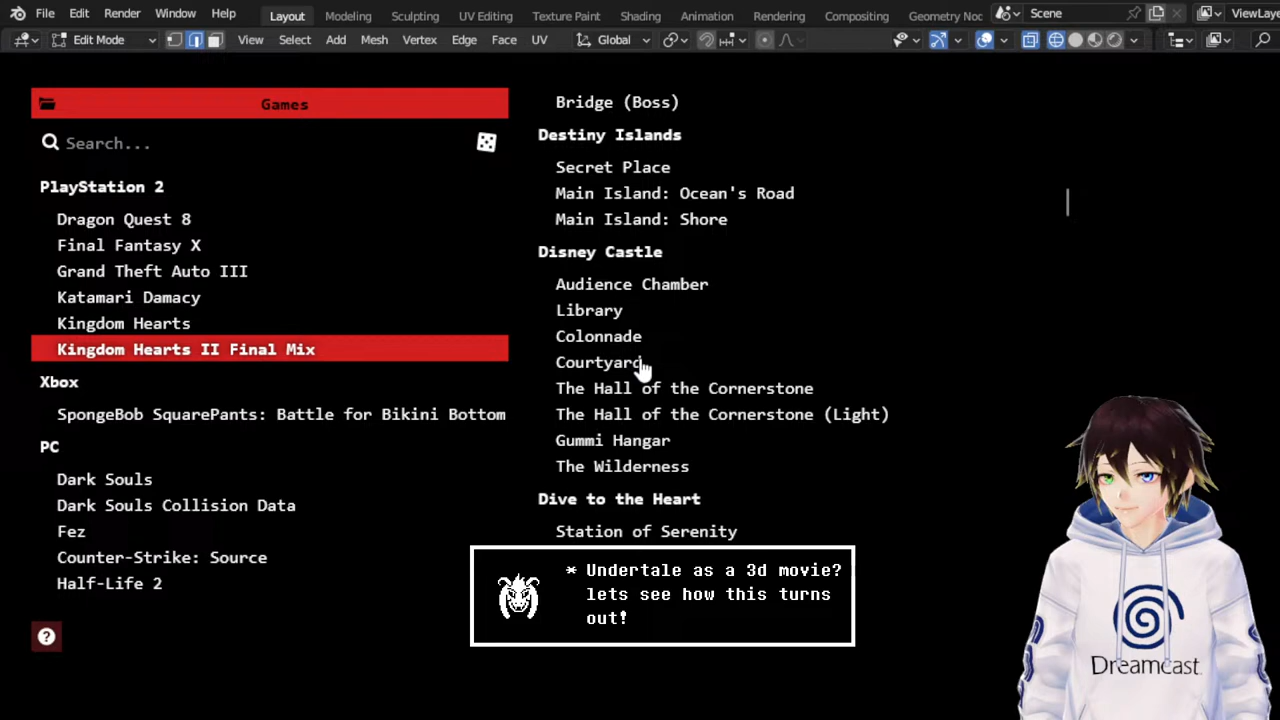 File Edit Render Window Help Layout Modeling Sculpting UV Editing Texture Paint Shading Animation Rendering Compositing Geometry Noc Scene ViewLaye
Edit Mode View Select Add Mesh Vertex Edge Face UV Global
Games
Search...
PlayStation 2
Dragon Quest 8
Final Fantasy X
Grand Theft Auto III
Katamari Damacy
Kingdom Hearts
Kingdom Hearts II Final Mix
Xbox
SpongeBob SquarePants: Battle for Bikini Bottom
PC
Dark Souls
Dark Souls Collision Data
Fez
Counter-Strike: Source
Half-Life 2
?
Bridge (Boss)
Destiny Islands
Secret Place
Main Island: Ocean's Road
Main Island: Shore
Disney Castle
Audience Chamber
Library
Colonnade
Courtyard
The Hall of the Cornerstone
The Hall of the Cornerstone (Light)
Gummi Hangar
The Wilderness
Dive to the Heart
Station of Serenity
* Undertale as a 3d movie?
lets see how this turns
out!
Dreamcast